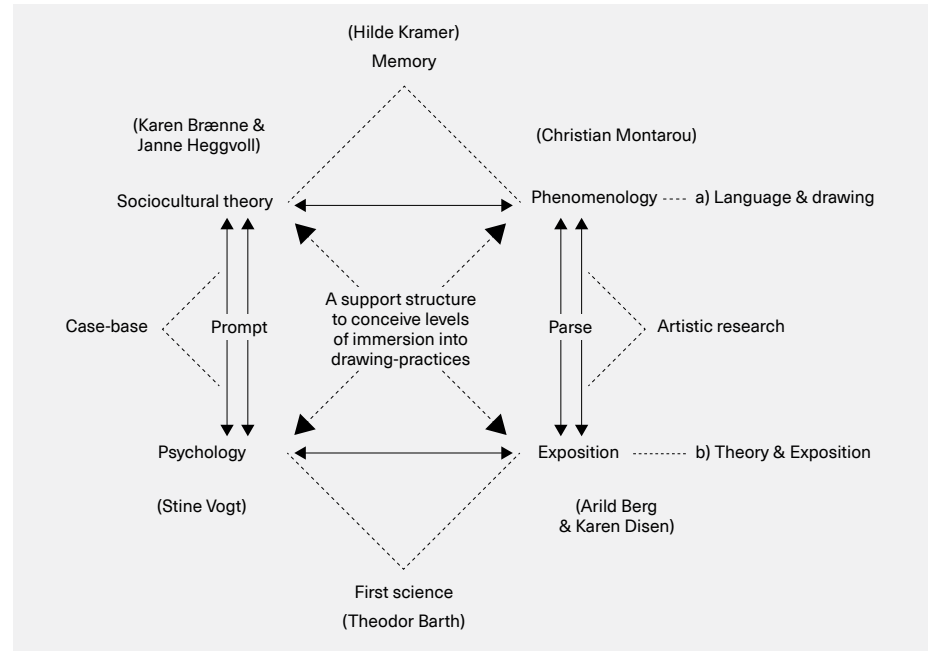 (Hilde Kramer)
Memory
(Karen Brænne &
Janne Heggvoll)
(Christian Montarou)
Sociocultural theory
Phenomenology
a) Language & drawing
A support structure
to conceive levels
of immersion into
drawing-practices
Case-base
Prompt
Parse
Artistic research
Psychology
Exposition
b) Theory & Exposition
(Stine Vogt)
(Arild Berg
& Karen Disen)
First science
(Theodor Barth)